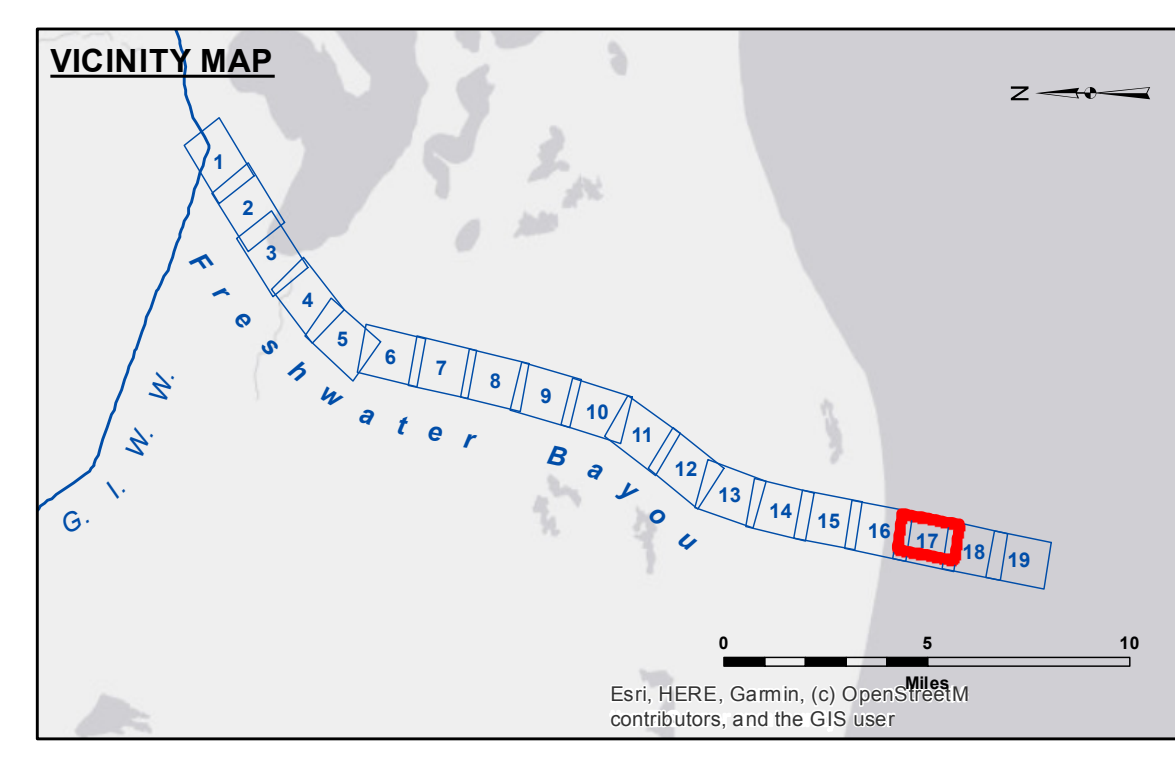 VICINITY MAP
N
1
2
3
4
5
6
7
8
9
10
11
12
13
14
15
16
17
18
19
Freshwater Bayou
G. I. W. W.
0 5 10
Miles
Esri, HERE, Garmin, (c) OpenStreetM
contributors, and the GIS user